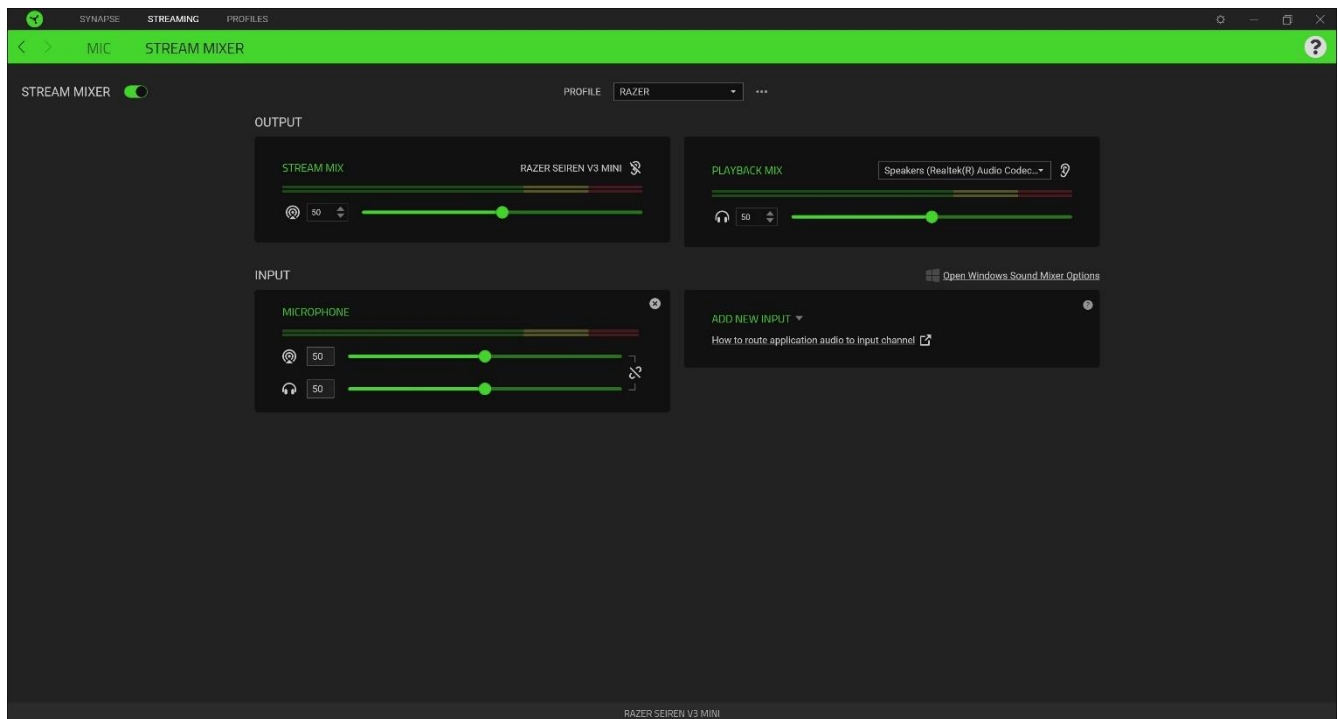 SYNAPSE STREAMING PROFILES
MIC STREAM MIXER ?
STREAM MIXER PROFILE RAZER
OUTPUT
STREAM MIX RAZER SEIREN V3 MINI
50
PLAYBACK MIX Speakers (Realtek(R) Audio Codec...
50
INPUT Open Windows Sound Mixer Options
MICROPHONE
50
50
ADD NEW INPUT ?
How to route application audio to input channel
RAZER SEIREN V3 MINI